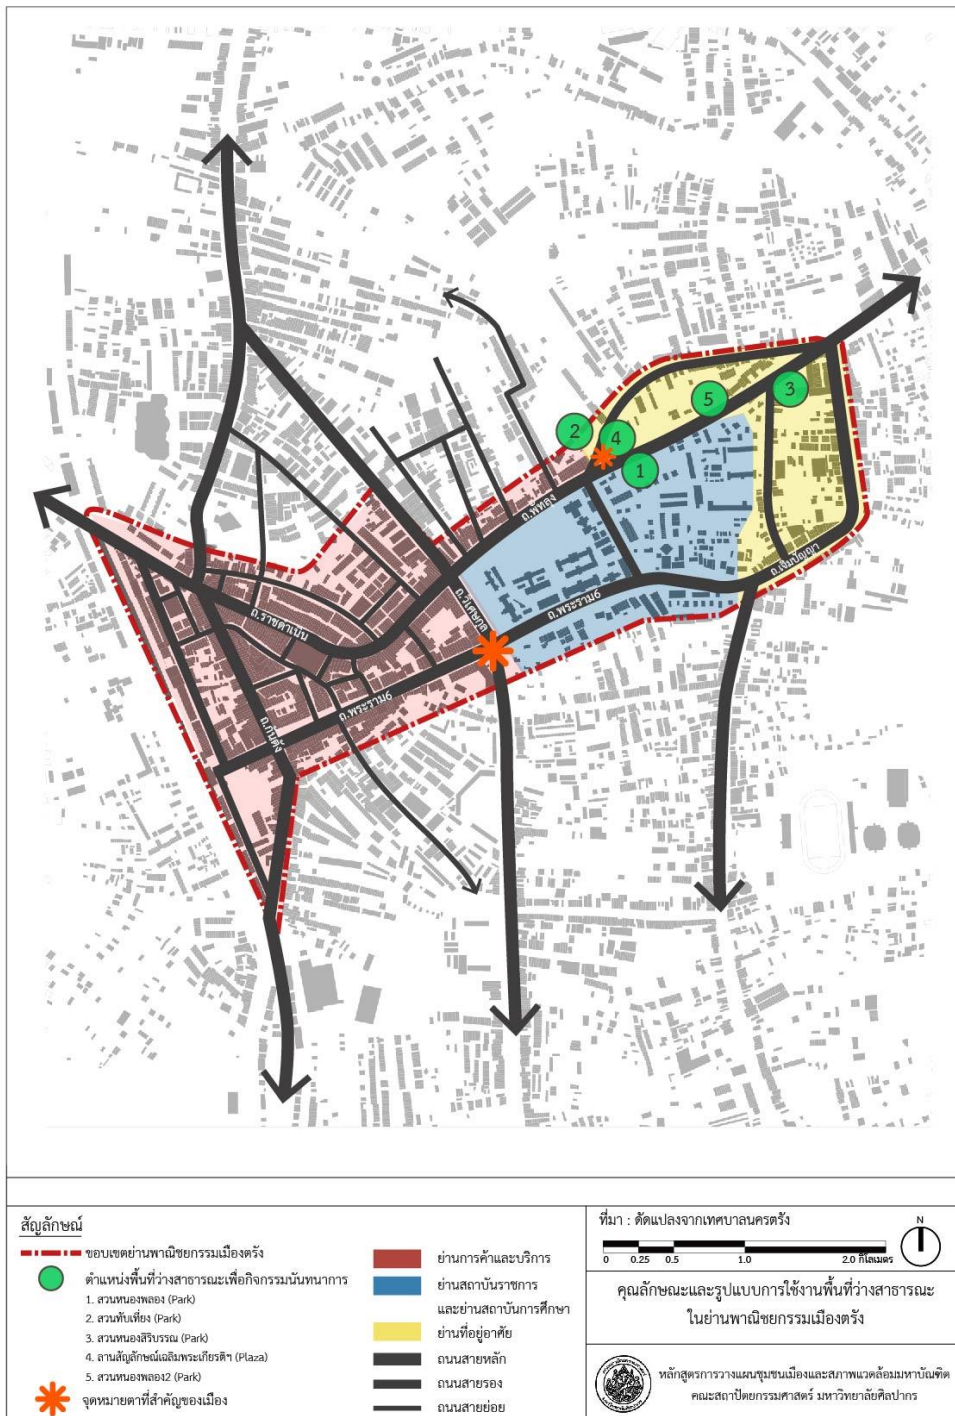 2
4
1
5
3
ถ.พัทลุง
ถ.วิเศษกุล
ถ.พระราม6
ถ.เจิมปัญญา
ถ.ราชดำเนิน
ถ.พระราม6
ถ.กันตัง
สัญลักษณ์
ขอบเขตย่านพาณิชยกรรมเมืองตรัง
ตำแหน่งพื้นที่ว่างสาธารณะเพื่อกิจกรรมนันทนาการ
1. สวนหนองพลอง (Park)
2. สวนทับเที่ยง (Park)
3. สวนหนองสิริบรรณ (Park)
4. ลานสัญลักษณ์เฉลิมพระเกียรติฯ (Plaza)
5. สวนหนองพลอง2 (Park)
จุดหมายตาที่สำคัญของเมือง
ย่านการค้าและบริการ
ย่านสถาบันราชการ
และย่านสถาบันการศึกษา
ย่านที่อยู่อาศัย
ถนนสายหลัก
ถนนสายรอง
ถนนสายย่อย
ที่มา : ดัดแปลงจากเทศบาลนครตรัง
N
0 0.25 0.5 1.0 2.0 กิโลเมตร
คุณลักษณะและรูปแบบการใช้งานพื้นที่ว่างสาธารณะ
ในย่านพาณิชยกรรมเมืองตรัง
หลักสูตรการวางแผนชุมชนเมืองและสภาพแวดล้อมมหาบัณฑิต
คณะสถาปัตยกรรมศาสตร์ มหาวิทยาลัยศิลปากร